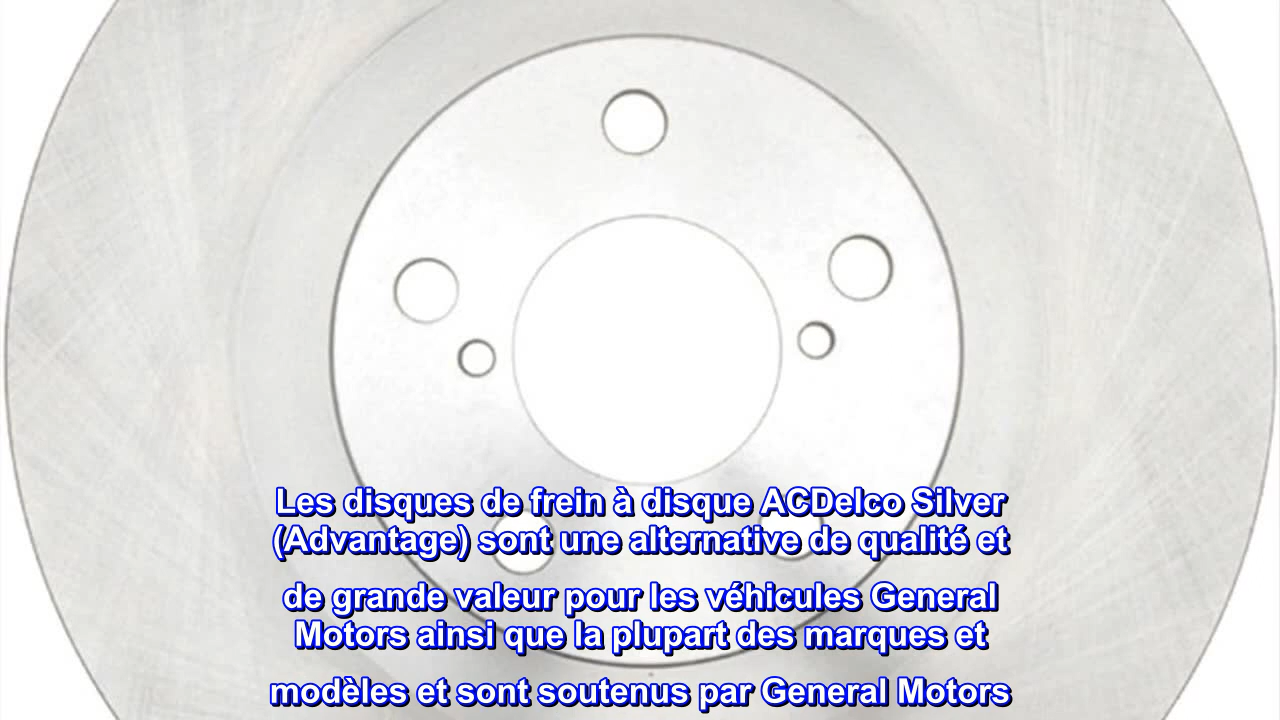 Les disques de frein à disque ACDelco Silver
(Advantage) sont une alternative de qualité et
de grande valeur pour les véhicules General
Motors ainsi que la plupart des marques et
modèles et sont soutenus par General Motors